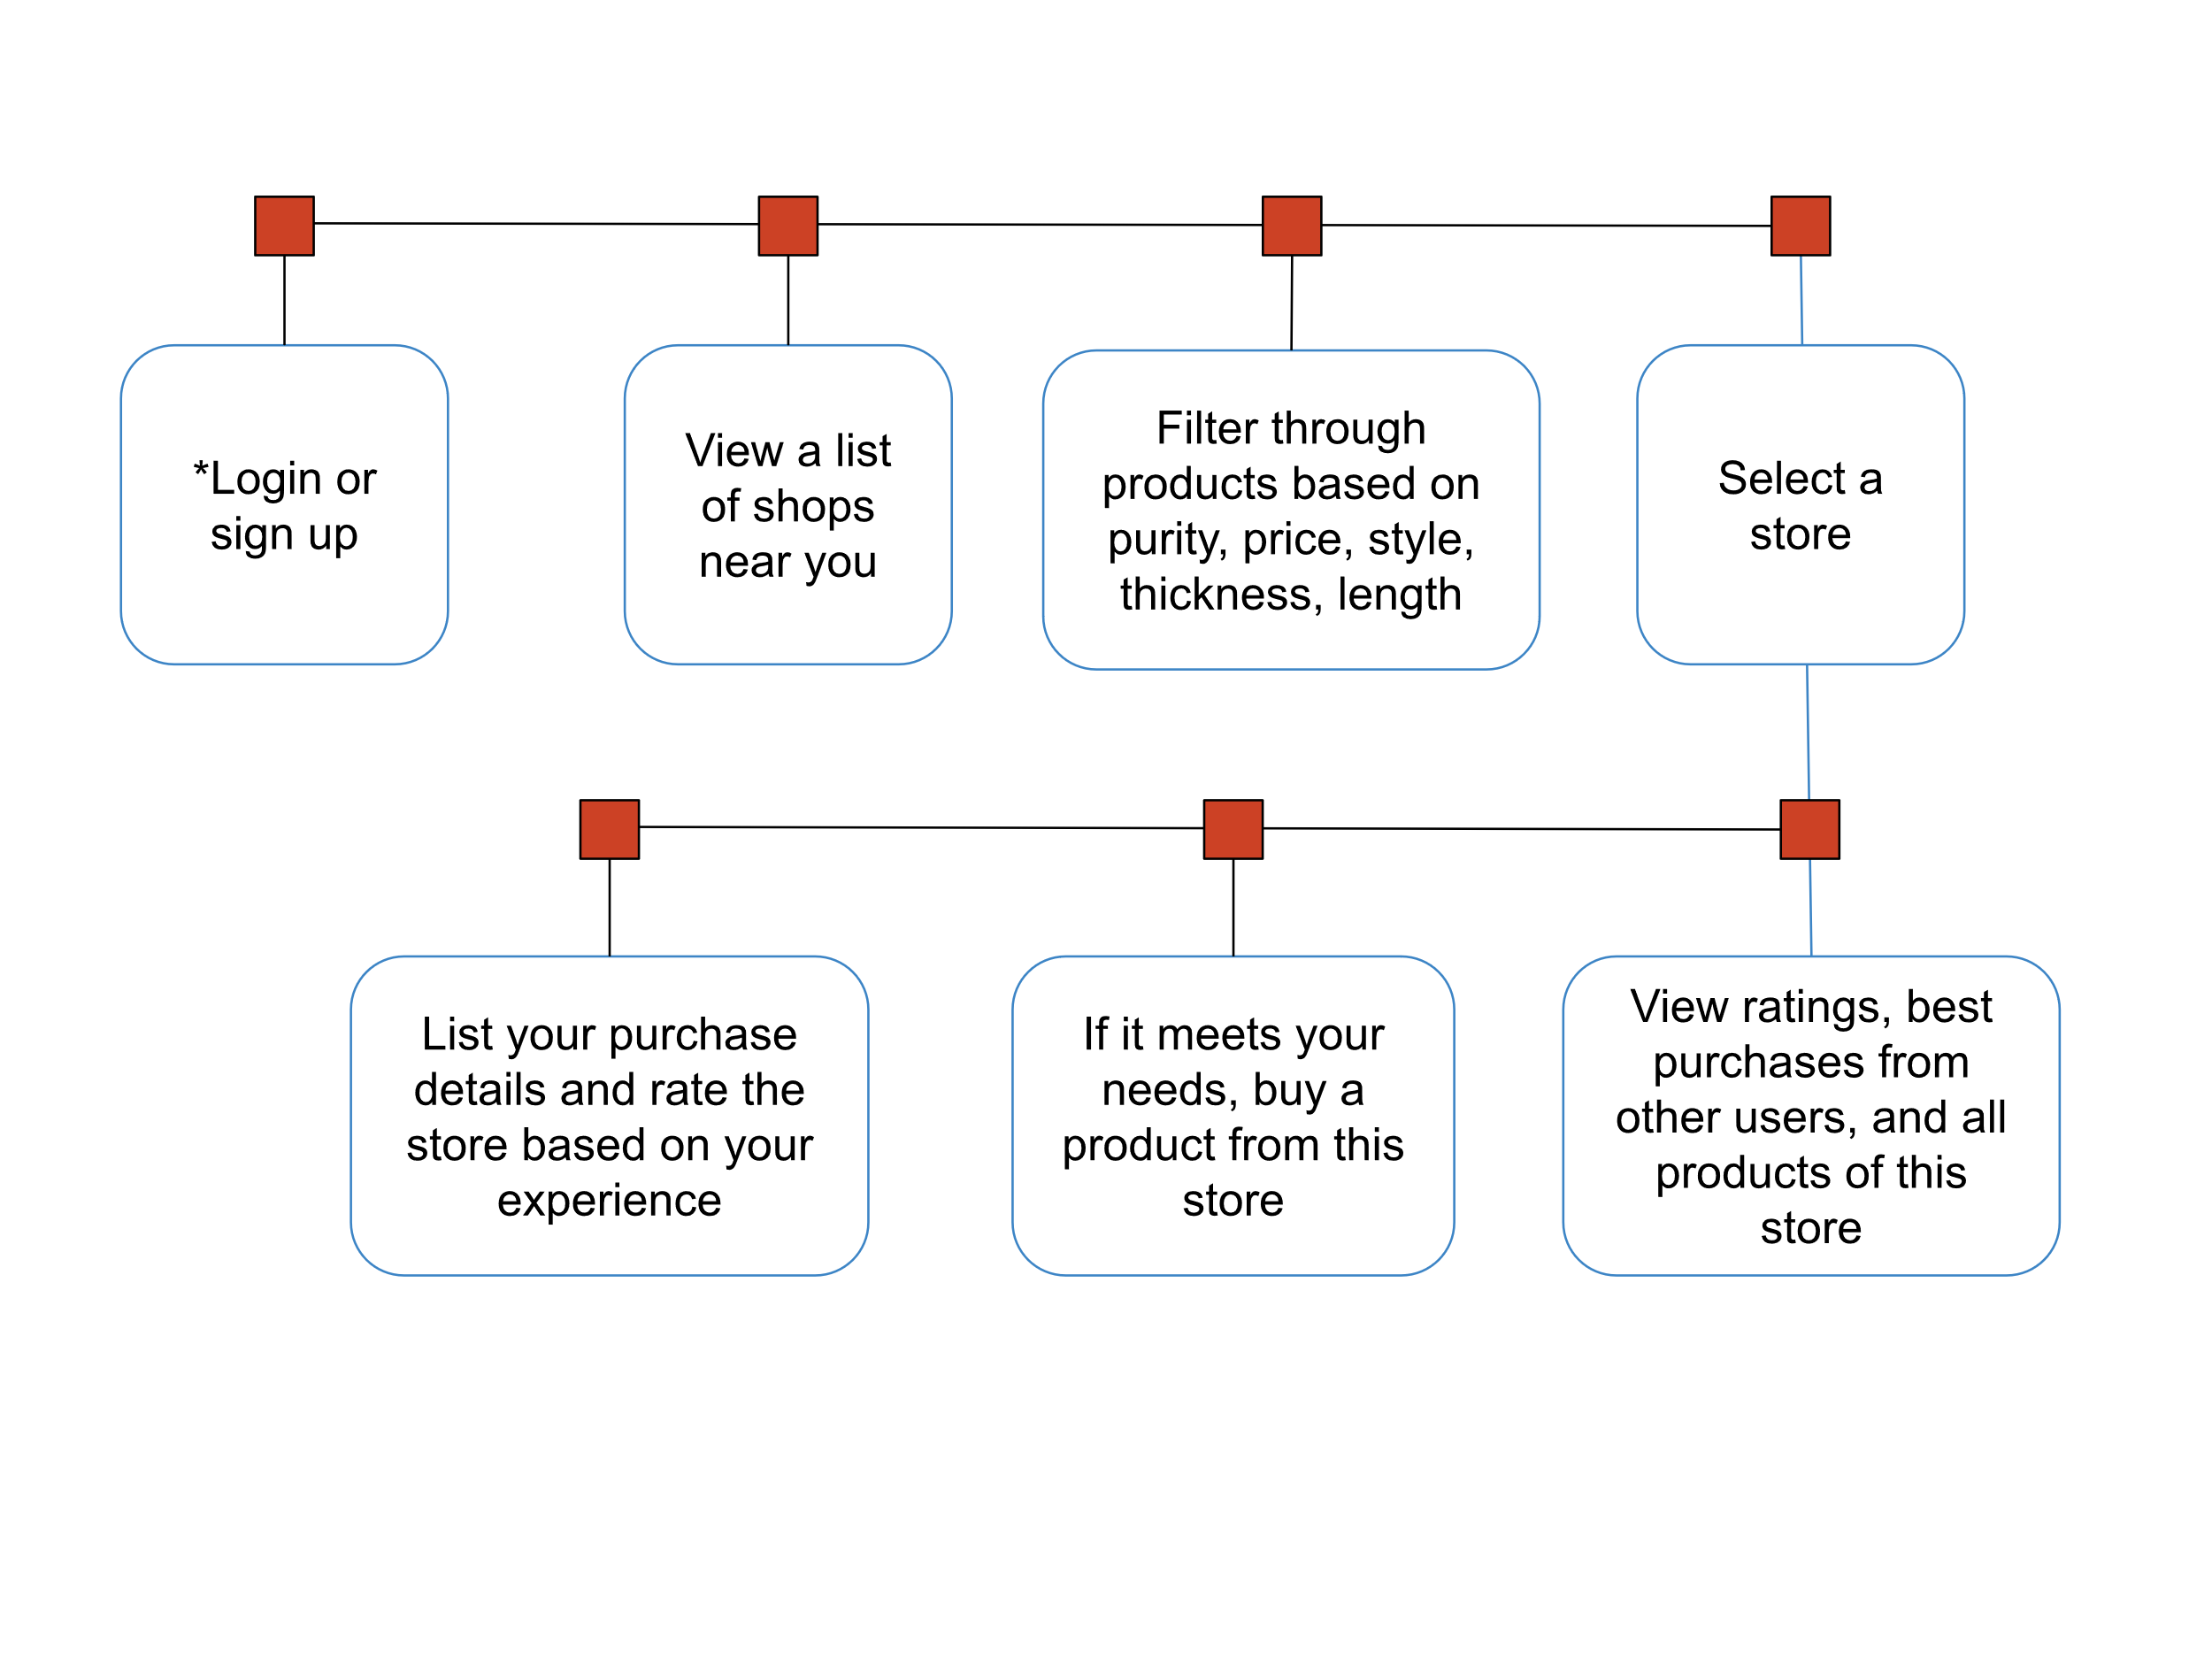 *Login or
sign up
View a list
of shops
near you
Filter through
products based on
purity, price, style,
thickness, length
Select a
store
List your purchase
details and rate the
store based on your
experience
If it meets your
needs, buy a
product from this
store
View ratings, best
purchases from
other users, and all
products of this
store